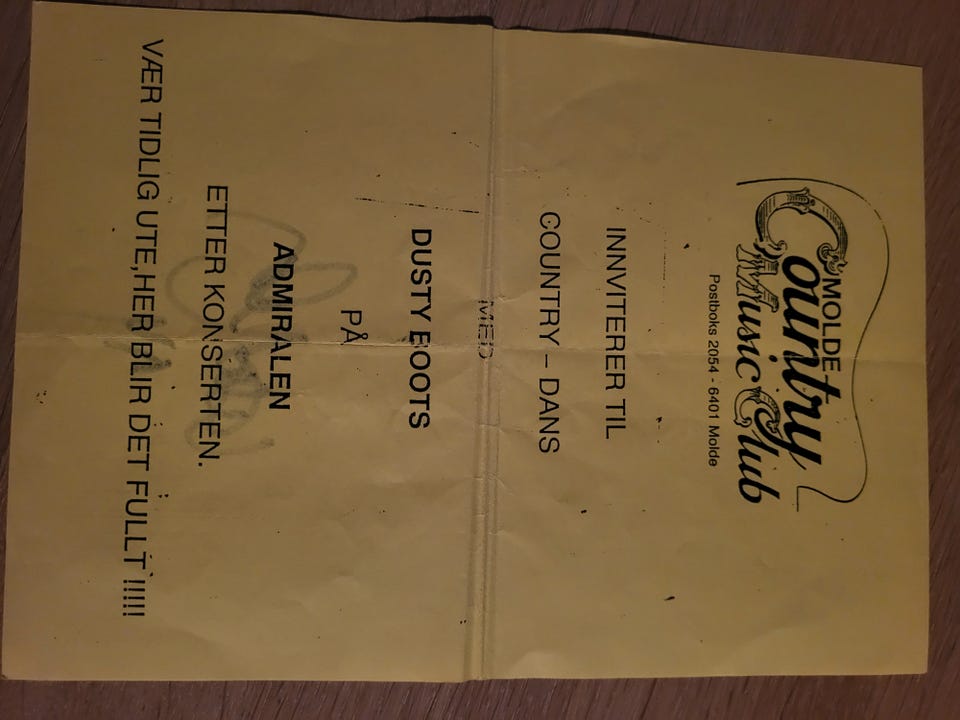 MOLDE
Country
Music Club
Postboks 2054 - 6401 Molde
INNVITERER TIL
COUNTRY – DANS
MED
DUSTY BOOTS
PÅ
ADMIRALEN
ETTER KONSERTEN.
VÆR TIDLIG UTE,HER BLIR DET FULLT !!!!!